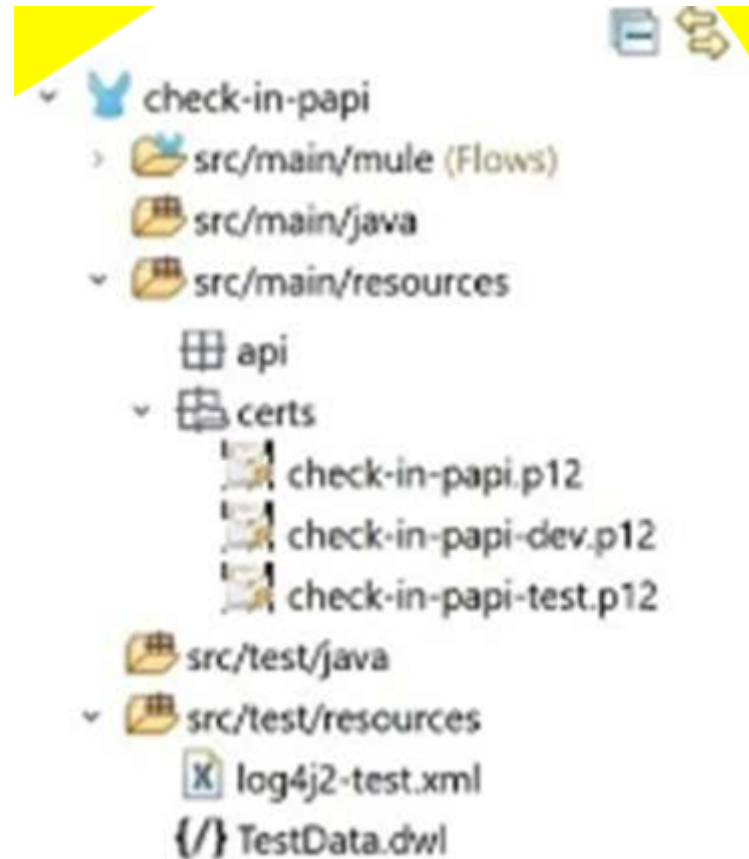 check-in-papi
src/main/mule (Flows)
src/main/java
src/main/resources
api
certs
check-in-papi.p12
check-in-papi-dev.p12
check-in-papi-test.p12
src/test/java
src/test/resources
log4j2-test.xml
{/} TestData.dwl